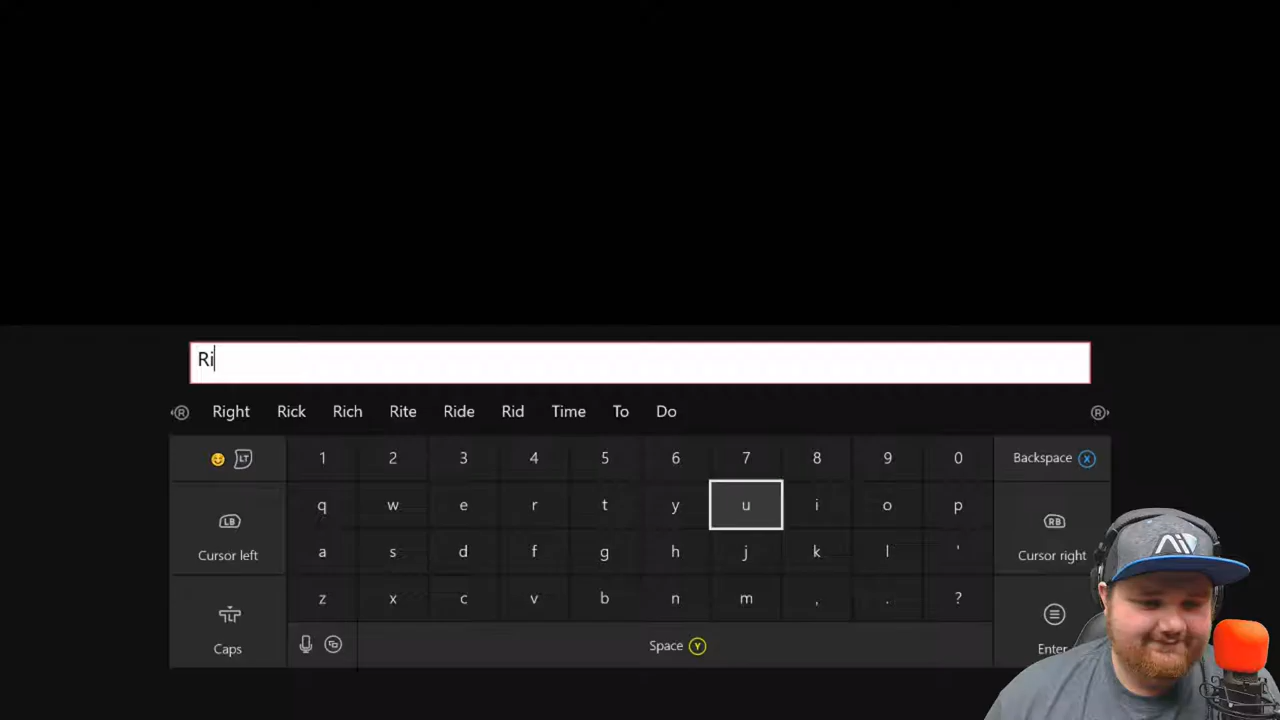 Ri
R Right Rick Rich Rite Ride Rid Time To Do R
LT 1 2 3 4 5 6 7 8 9 0 Backspace X
q w e r t y u i o p
LB RB
Cursor left a s d f g h j k l ' Cursor right
z x c v b n m , . ?
Caps Space Y Enter